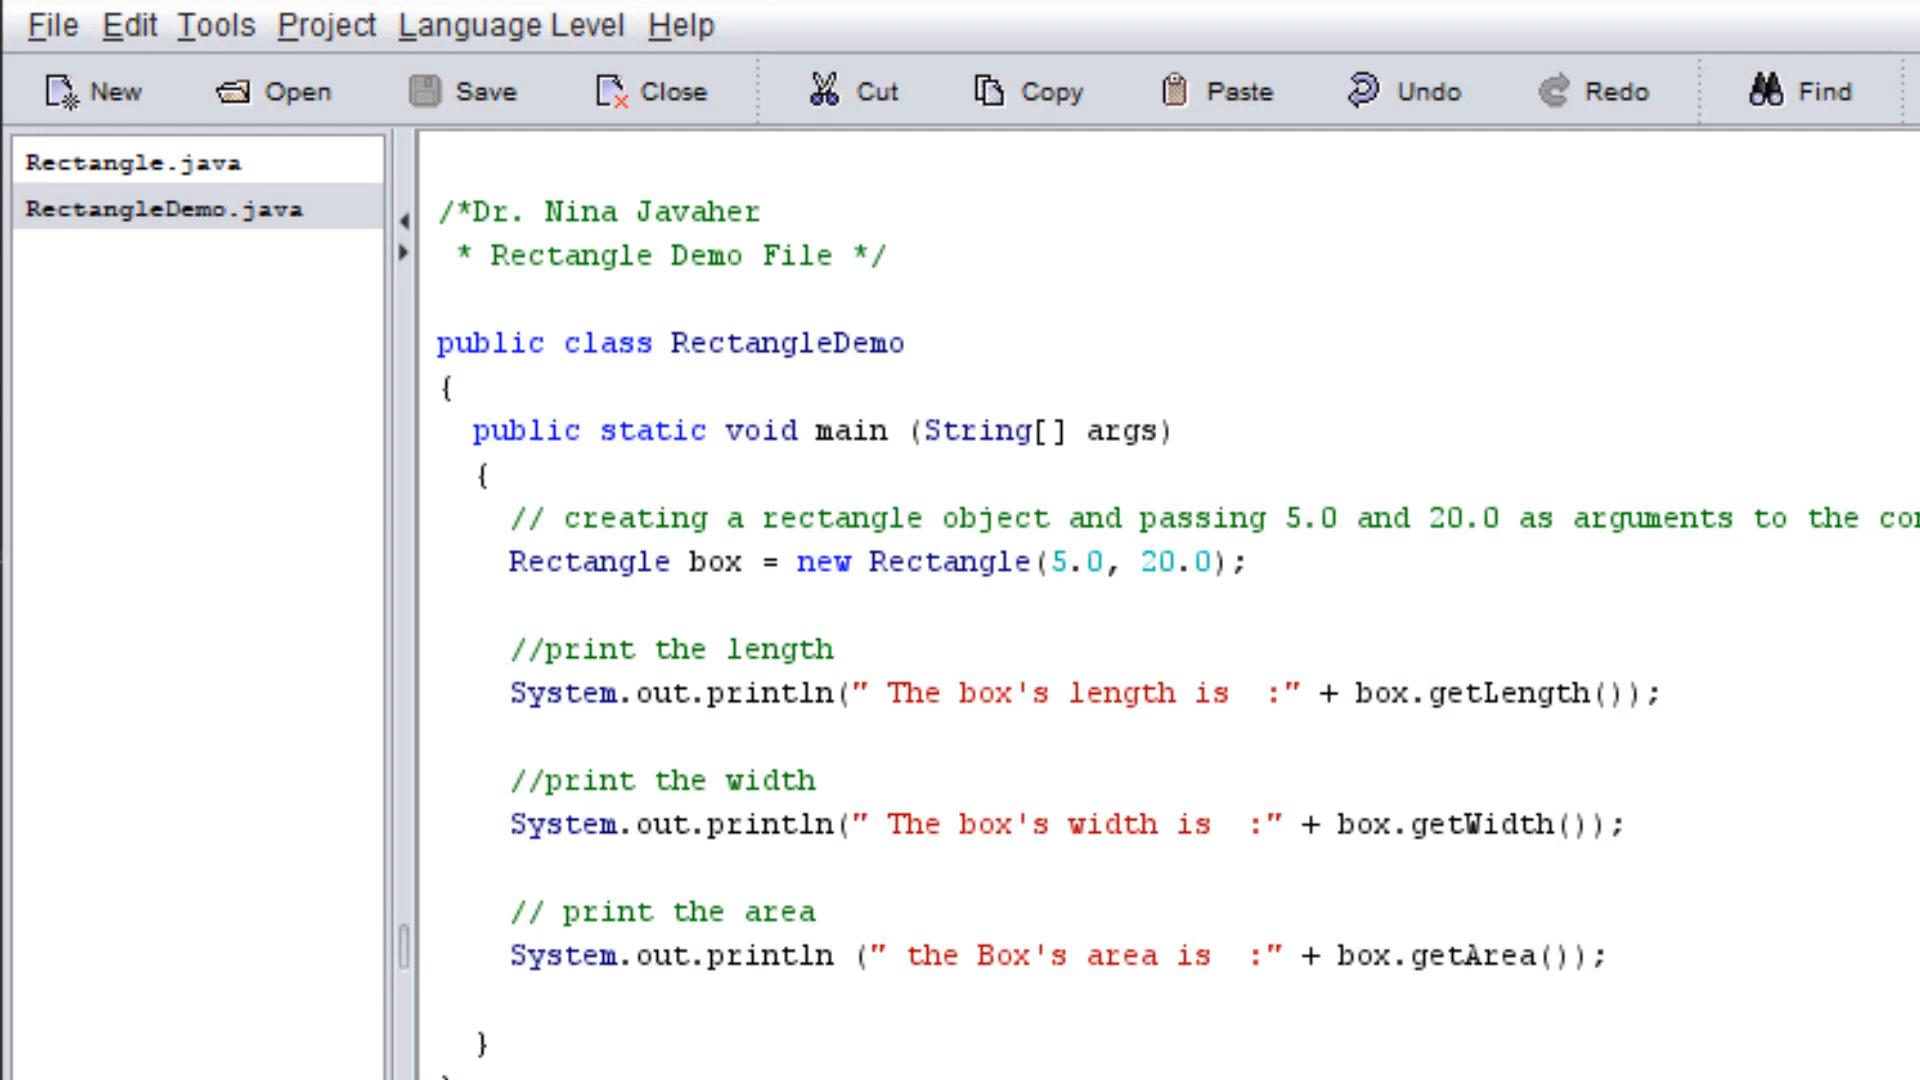 File Edit Tools Project Language Level Help
New Open Save Close Cut Copy Paste Undo Redo Find
Rectangle.java
RectangleDemo.java
/*Dr. Nina Javaher
* Rectangle Demo File */
public class RectangleDemo
{
public static void main (String[] args)
{
// creating a rectangle object and passing 5.0 and 20.0 as arguments to the
Rectangle box = new Rectangle(5.0, 20.0);
//print the length
System.out.println(" The box's length is  :" + box.getLength());
//print the width
System.out.println(" The box's width is  :" + box.getWidth());
// print the area
System.out.println (" the Box's area is  :" + box.getArea());
}